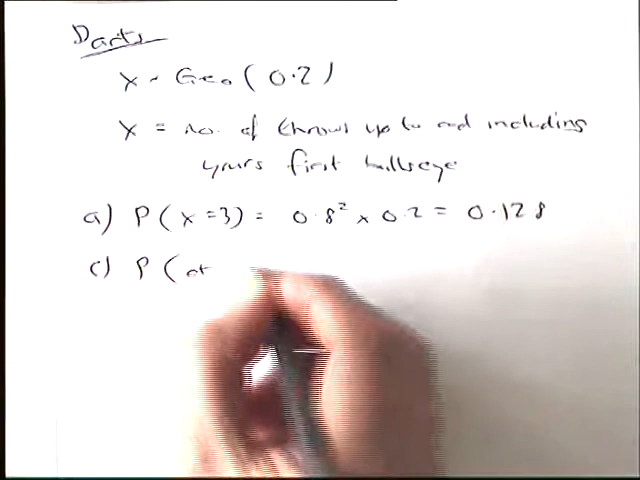 Darts
X ~ Geo (0.2)
X = no. of throws up to and including
yours first bullseye
a) P(X=3) = 0.8² x 0.2 = 0.128
c) P(at